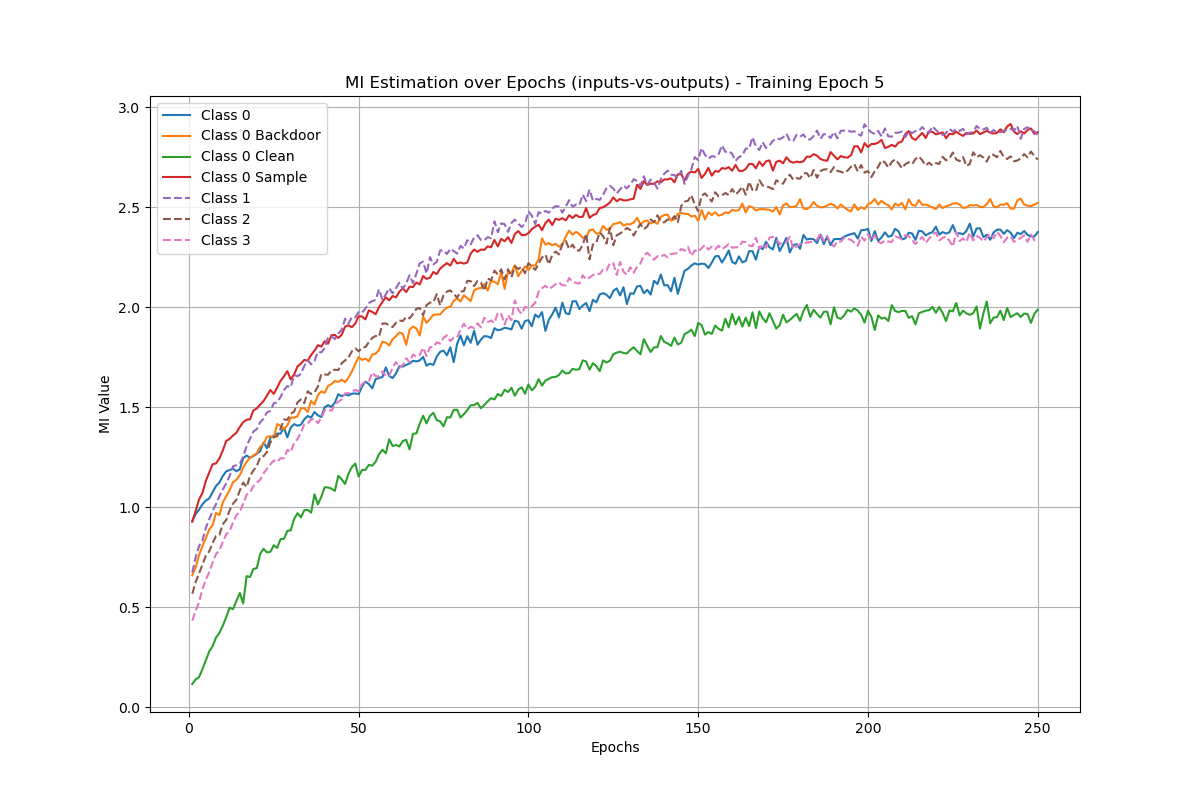 MI Estimation over Epochs (inputs-vs-outputs) - Training Epoch 5
Class 0
Class 0 Backdoor
Class 0 Clean
Class 0 Sample
Class 1
Class 2
Class 3
MI Value
3.0
2.5
2.0
1.5
1.0
0.5
0.0
0 50 100 150 200 250
Epochs